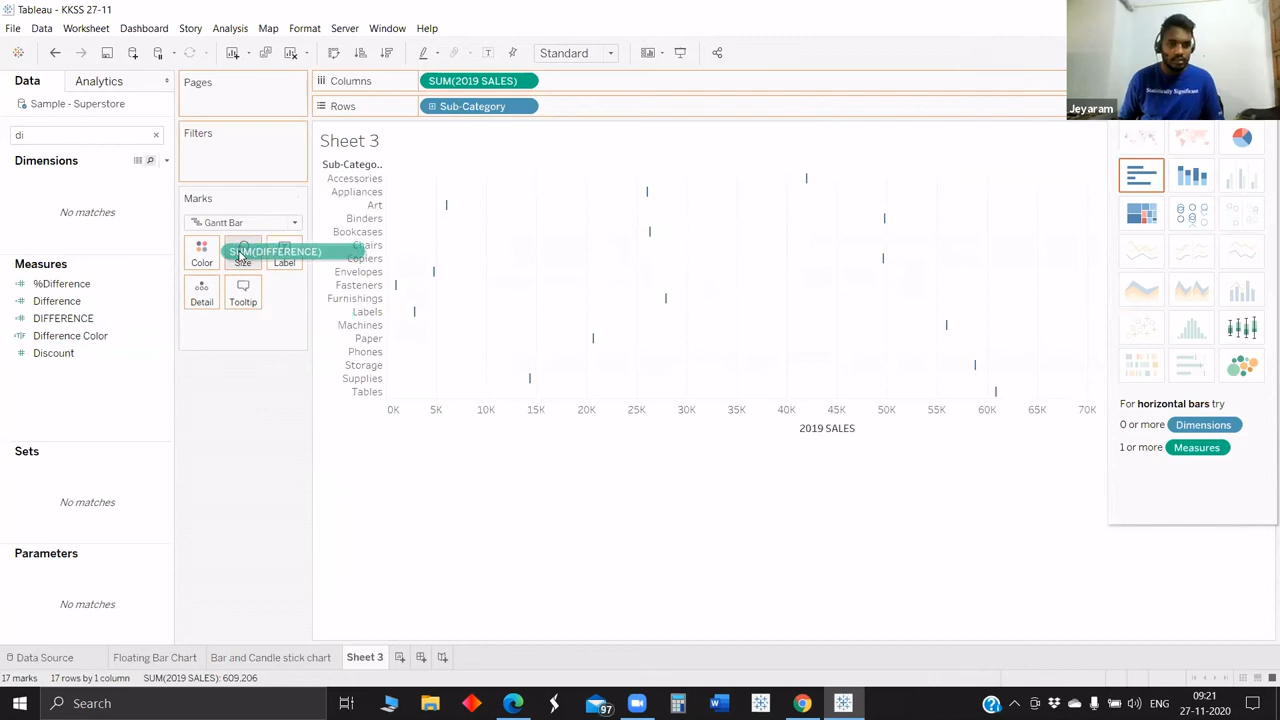 Tableau - KKSS 27-11
File Data Worksheet Dashboard Story Analysis Map Format Server Window Help
Standard
Data Analytics
Sample - Superstore
di
Dimensions
No matches
Measures
%Difference
Difference
DIFFERENCE
Difference Color
Discount
Sets
No matches
Parameters
No matches
Pages
Filters
Marks
Gantt Bar
SUM(DIFFERENCE)
Color Size Label
Detail Tooltip
Columns SUM(2019 SALES)
Rows Sub-Category
Sheet 3
Sub-Catego..
Accessories
Appliances
Art
Binders
Bookcases
Chairs
Copiers
Envelopes
Fasteners
Furnishings
Labels
Machines
Paper
Phones
Storage
Supplies
Tables
0K 5K 10K 15K 20K 25K 30K 35K 40K 45K 50K 55K 60K 65K 70K
2019 SALES
Statistically Significant
Jeyaram
For horizontal bars try
0 or more Dimensions
1 or more Measures
Data Source Floating Bar Chart Bar and Candle stick chart Sheet 3
17 marks 17 rows by 1 column SUM(2019 SALES): 609,206
Search
97
ENG
09:21
27-11-2020